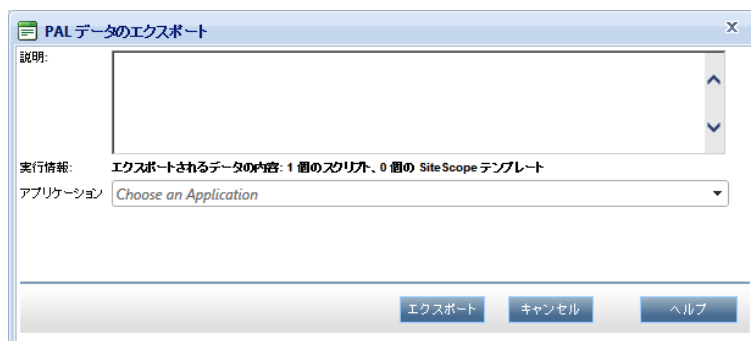 PAL データのエクスポート
説明:
実行情報: エクスポートされるデータの内容: 1 個のスクリプト、0 個の SiteScope テンプレート
アプリケーション Choose an Application
エクスポート キャンセル ヘルプ